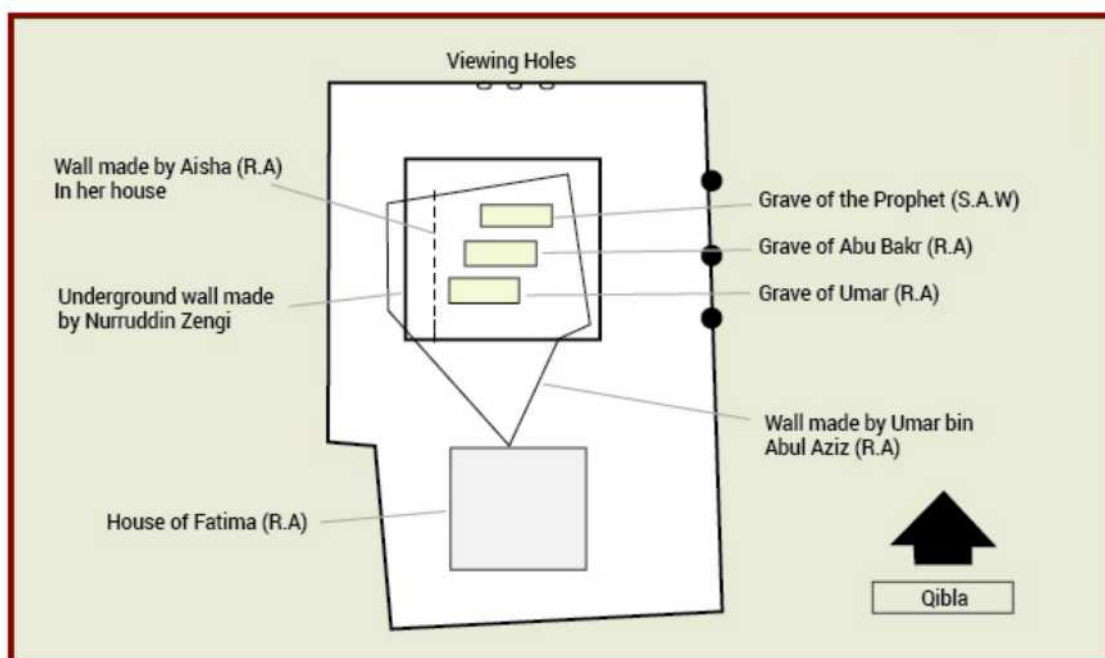 Viewing Holes
Wall made by Aisha (R.A)
In her house
Grave of the Prophet (S.A.W)
Grave of Abu Bakr (R.A)
Grave of Umar (R.A)
Underground wall made
by Nurruddin Zengi
Wall made by Umar bin
Abul Aziz (R.A)
House of Fatima (R.A)
Qibla